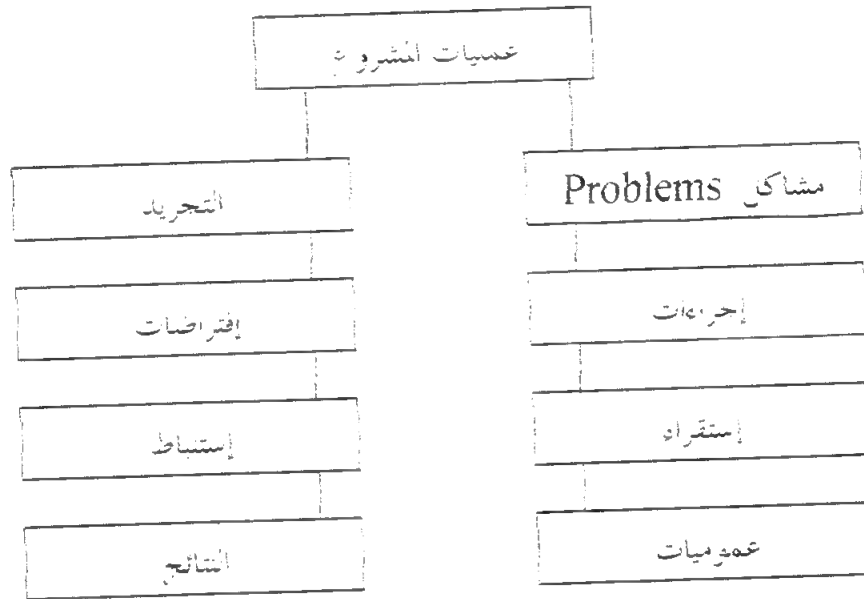 عمليات المشروع
مشاكل Problems
التجريد
إجراءات
إفتراضات
إستقراء
إستنباط
عموميات
النتائج